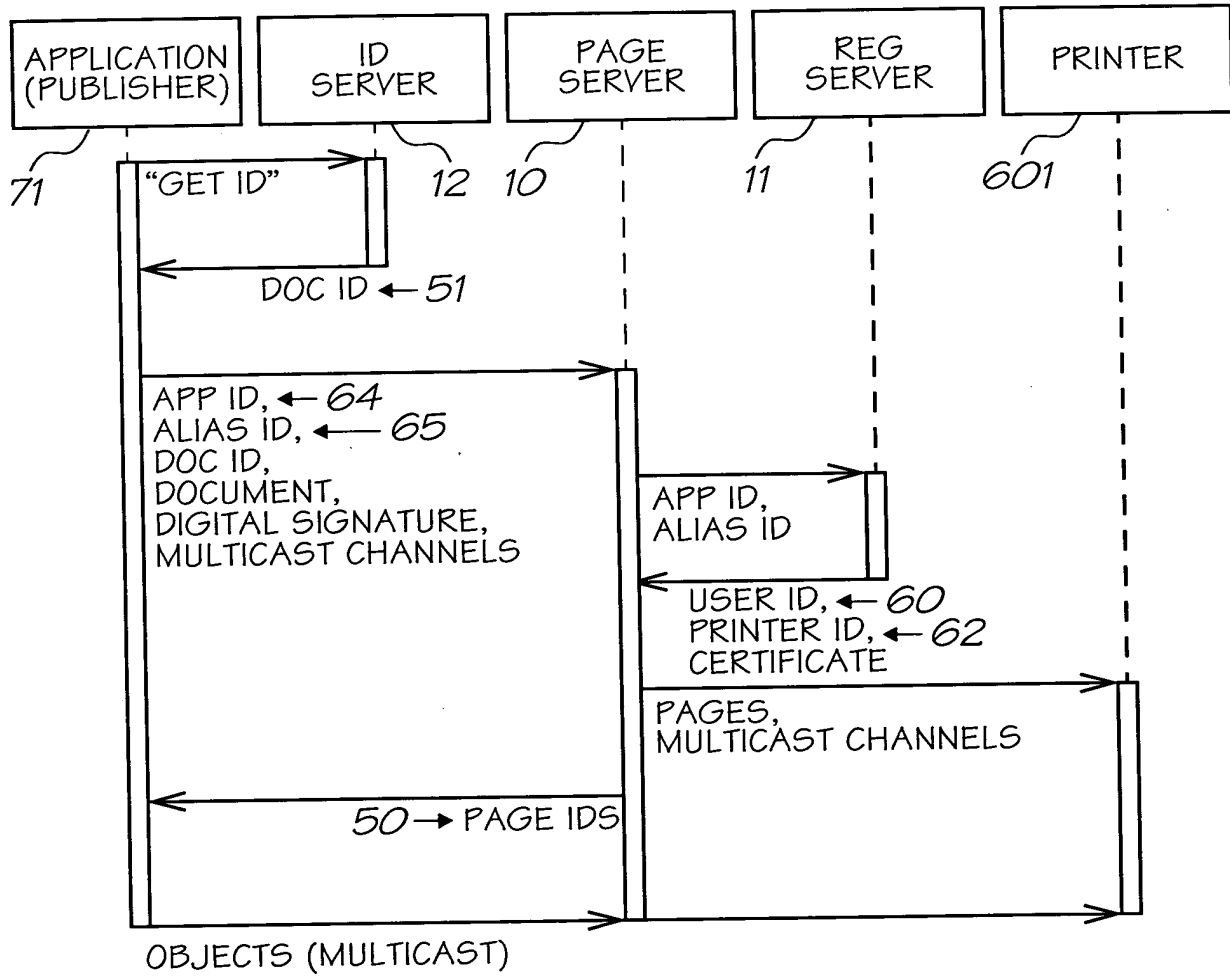 APPLICATION
(PUBLISHER)
ID
SERVER
PAGE
SERVER
REG
SERVER
PRINTER
71
12
10
11
601
"GET ID"
DOC ID ← 51
APP ID, ← 64
ALIAS ID, ← 65
DOC ID,
DOCUMENT,
DIGITAL SIGNATURE,
MULTICAST CHANNELS
APP ID,
ALIAS ID
USER ID, ← 60
PRINTER ID, ← 62
CERTIFICATE
PAGES,
MULTICAST CHANNELS
50 → PAGE IDS
OBJECTS (MULTICAST)